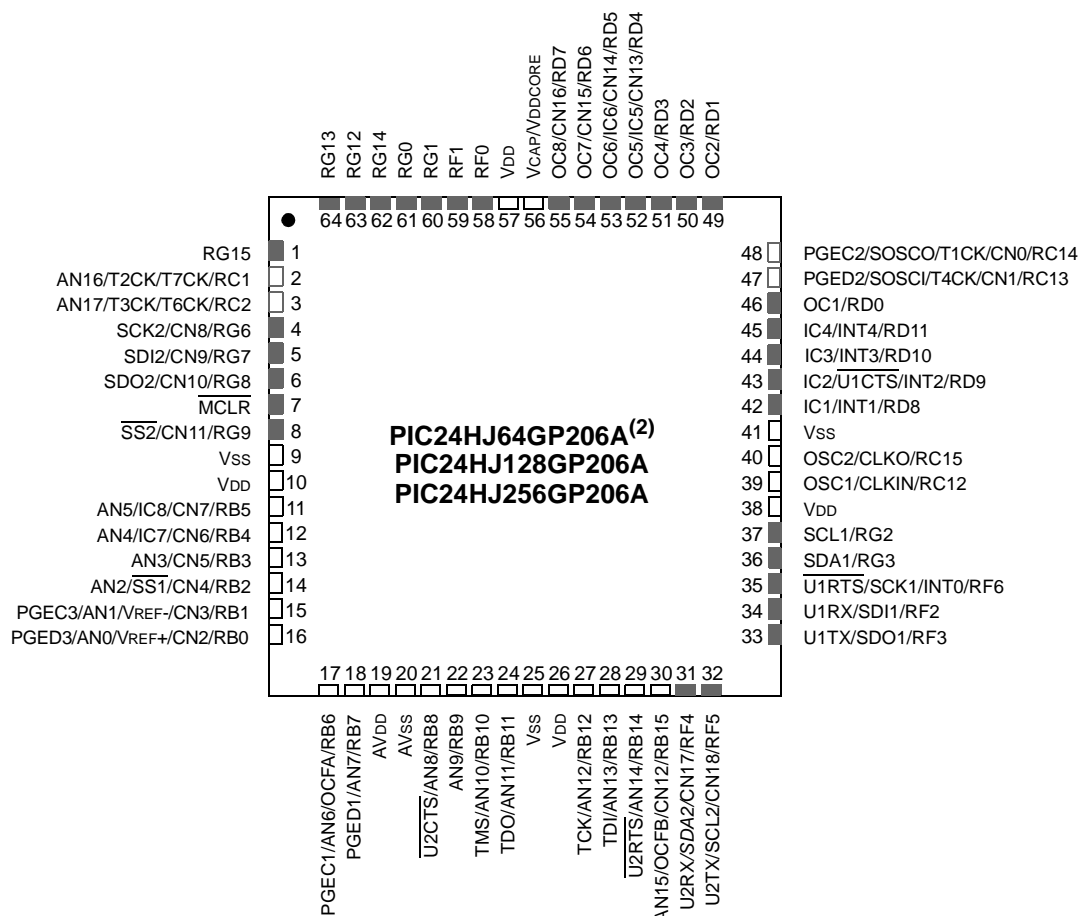 RG13
RG12
RG14
RG0
RG1
RF1
RF0
VDD
VCAP/VDDCORE
OC8/CN16/RD7
OC7/CN15/RD6
OC6/IC6/CN14/RD5
OC5/IC5/CN13/RD4
OC4/RD3
OC3/RD2
OC2/RD1
64 63 62 61 60 59 58 57 56 55 54 53 52 51 50 49
RG15 1
AN16/T2CK/T7CK/RC1 2
AN17/T3CK/T6CK/RC2 3
SCK2/CN8/RG6 4
SDI2/CN9/RG7 5
SDO2/CN10/RG8 6
MCLR 7
SS2/CN11/RG9 8
VSS 9
VDD 10
AN5/IC8/CN7/RB5 11
AN4/IC7/CN6/RB4 12
AN3/CN5/RB3 13
AN2/SS1/CN4/RB2 14
PGEC3/AN1/VREF-/CN3/RB1 15
PGED3/AN0/VREF+/CN2/RB0 16
PIC24HJ64GP206A(2)
PIC24HJ128GP206A
PIC24HJ256GP206A
48 PGEC2/SOSCO/T1CK/CN0/RC14
47 PGED2/SOSCI/T4CK/CN1/RC13
46 OC1/RD0
45 IC4/INT4/RD11
44 IC3/INT3/RD10
43 IC2/U1CTS/INT2/RD9
42 IC1/INT1/RD8
41 VSS
40 OSC2/CLKO/RC15
39 OSC1/CLKIN/RC12
38 VDD
37 SCL1/RG2
36 SDA1/RG3
35 U1RTS/SCK1/INT0/RF6
34 U1RX/SDI1/RF2
33 U1TX/SDO1/RF3
17 18 19 20 21 22 23 24 25 26 27 28 29 30 31 32
PGEC1/AN6/OCFA/RB6
PGED1/AN7/RB7
AVDD
AVSS
U2CTS/AN8/RB8
AN9/RB9
TMS/AN10/RB10
TDO/AN11/RB11
VSS
VDD
TCK/AN12/RB12
TDI/AN13/RB13
U2RTS/AN14/RB14
AN15/OCFB/CN12/RB15
U2RX/SDA2/CN17/RF4
U2TX/SCL2/CN18/RF5